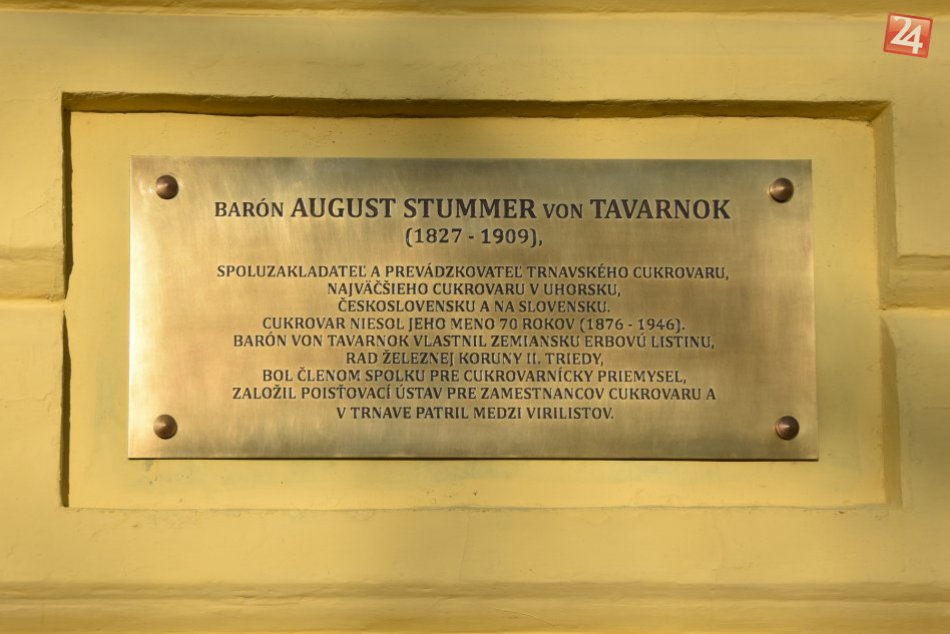 24
BARÓN AUGUST STUMMER VON TAVARNOK
(1827 - 1909),
SPOLUZAKLADATEĽ A PREVÁDZKOVATEĽ TRNAVSKÉHO CUKROVARU,
NAJVÄČŠIEHO CUKROVARU V UHORSKU,
ČESKOSLOVENSKU A NA SLOVENSKU.
CUKROVAR NIESOL JEHO MENO 70 ROKOV (1876 - 1946).
BARÓN VON TAVARNOK VLASTNIL ZEMIANSKU ERBOVÚ LISTINU,
RAD ŽELEZNEJ KORUNY II. TRIEDY,
BOL ČLENOM SPOLKU PRE CUKROVARNÍCKY PRIEMYSEL,
ZALOŽIL POISŤOVACÍ ÚSTAV PRE ZAMESTNANCOV CUKROVARU A
V TRNAVE PATRIL MEDZI VIRILISTOV.